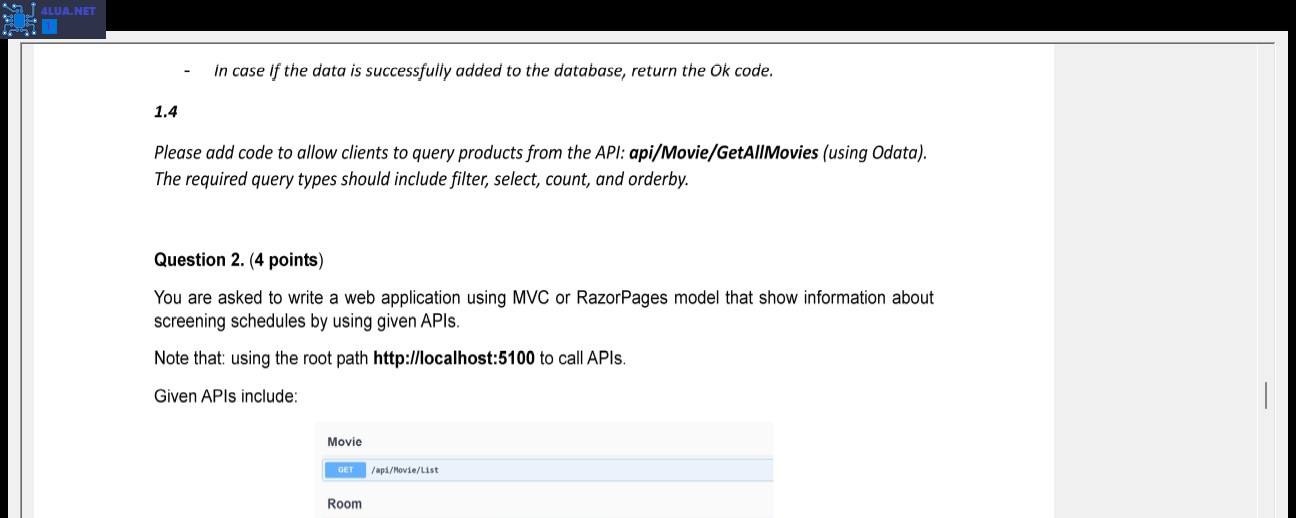 4LUA.NET
- In case If the data is successfully added to the database, return the Ok code.
1.4
Please add code to allow clients to query products from the API: api/Movie/GetAllMovies (using Odata).
The required query types should include filter, select, count, and orderby.
Question 2. (4 points)
You are asked to write a web application using MVC or RazorPages model that show information about
screening schedules by using given APIs.
Note that: using the root path http://localhost:5100 to call APIs.
Given APIs include:
Movie
GET /api/Movie/List
Room